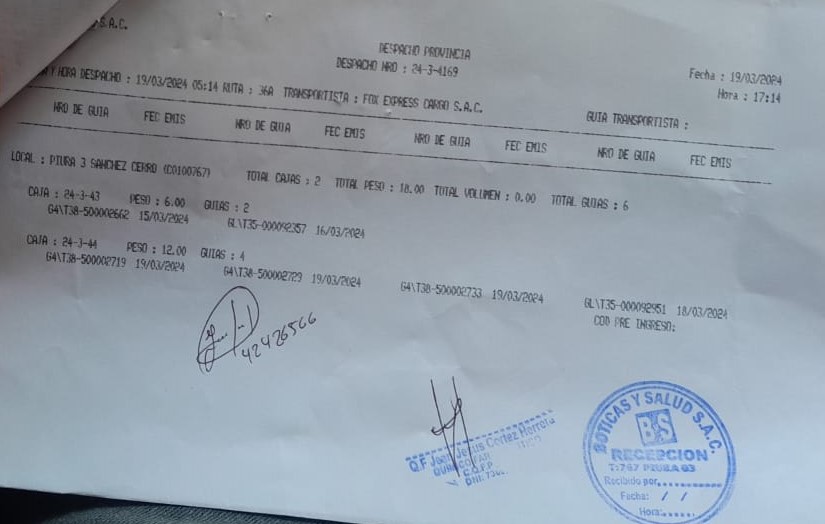 S.A.C.
DESPACHO PROVINCIA
DESPACHO NRO : 24-3-4169
Fecha : 19/03/2024
Hora : 17:14
Y HORA DESPACHO : 19/03/2024 05:14 RUTA : 36A TRANSPORTISTA : FOX EXPRESS CARGO S.A.C. GUIA TRANSPORTISTA :
NRO DE GUIA FEC EMIS NRO DE GUIA FEC EMIS NRO DE GUIA FEC EMIS NRO DE GUIA FEC EMIS
LOCAL : PIURA 3 SANCHEZ CERRO (C0100767) TOTAL CAJAS : 2 TOTAL PESO : 18.00 TOTAL VOLUMEN : 0.00 TOTAL GUIAS : 6
CAJA : 24-3-43 PESO : 6.00 GUIAS : 2
G4\T38-500002662 15/03/2024 GL\T35-000092357 16/03/2024
CAJA : 24-3-44 PESO : 12.00 GUIAS : 4
G4\T38-500002719 19/03/2024 G4\T38-500002729 19/03/2024 G4\T38-500002733 19/03/2024 GL\T35-000092951 18/03/2024
COD PRE INGRESO:
42426566
Q.F Jesus Cortez Herrera
C.Q.F.P
DNI:
BOTICAS Y SALUD S.A.C.
B&S
RECEPCION
T:767 PIURA 03
Recibido por
Fecha: / /
Hora: